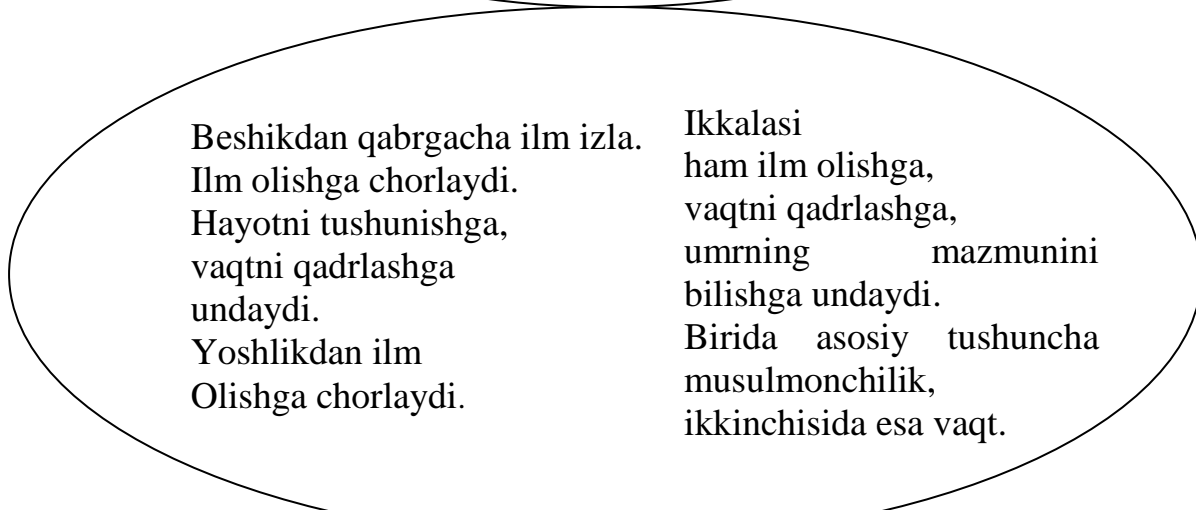 Beshikdan qabrgacha ilm izla.
Ilm olishga chorlaydi.
Hayotni tushunishga,
vaqtni qadrlashga
undaydi.
Yoshlikdan ilm
Olishga chorlaydi.
Ikkalasi
ham ilm olishga,
vaqtni qadrlashga,
umrning mazmunini
bilishga undaydi.
Birida asosiy tushuncha
musulmonchilik,
ikkinchisida esa vaqt.